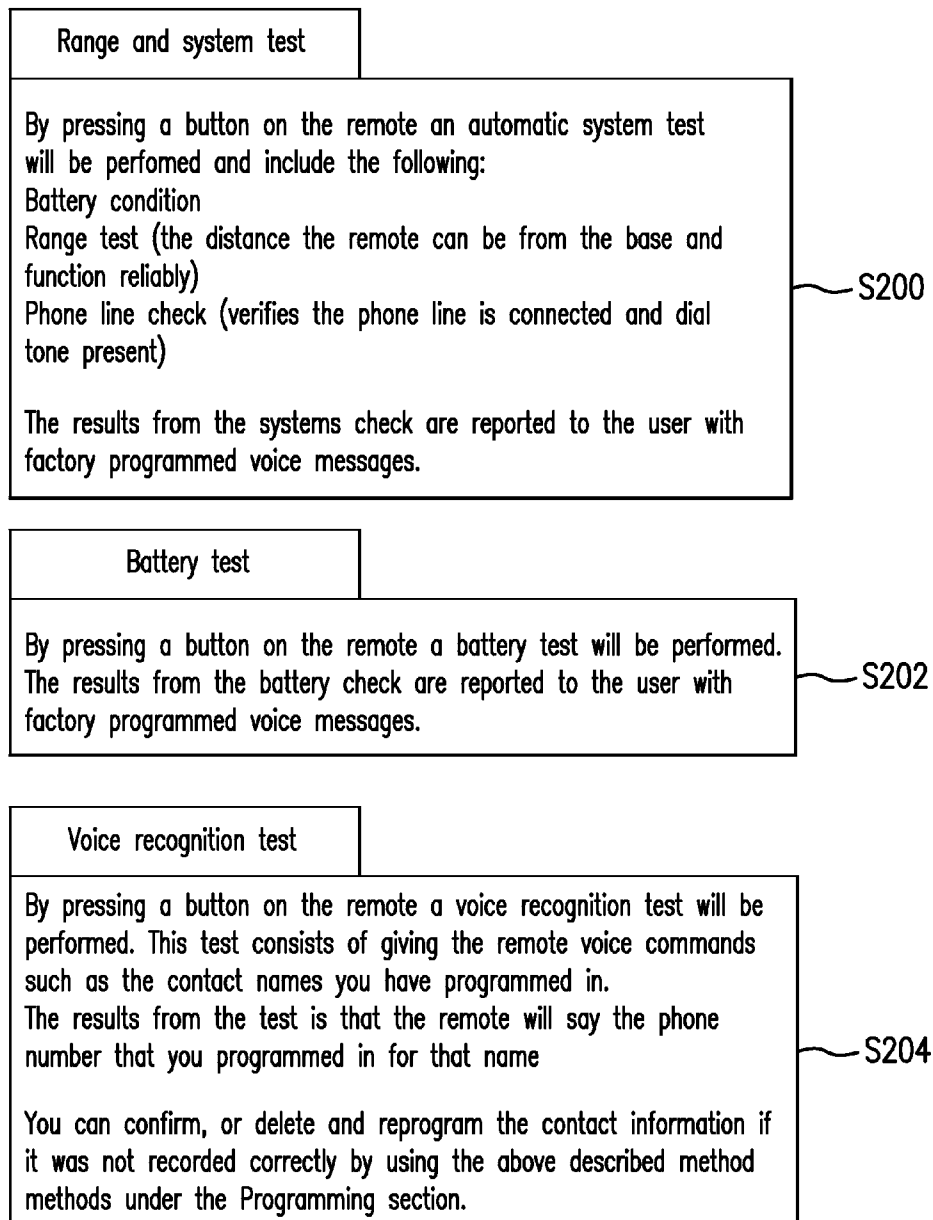 Range and system test
By pressing a button on the remote an automatic system test
will be perfomed and include the following:
Battery condition
Range test (the distance the remote can be from the base and
function reliably)
Phone line check (verifies the phone line is connected and dial
tone present)
The results from the systems check are reported to the user with
factory programmed voice messages.
S200
Battery test
By pressing a button on the remote a battery test will be performed.
The results from the battery check are reported to the user with
factory programmed voice messages.
S202
Voice recognition test
By pressing a button on the remote a voice recognition test will be
performed. This test consists of giving the remote voice commands
such as the contact names you have programmed in.
The results from the test is that the remote will say the phone
number that you programmed in for that name
You can confirm, or delete and reprogram the contact information if
it was not recorded correctly by using the above described method
methods under the Programming section.
S204